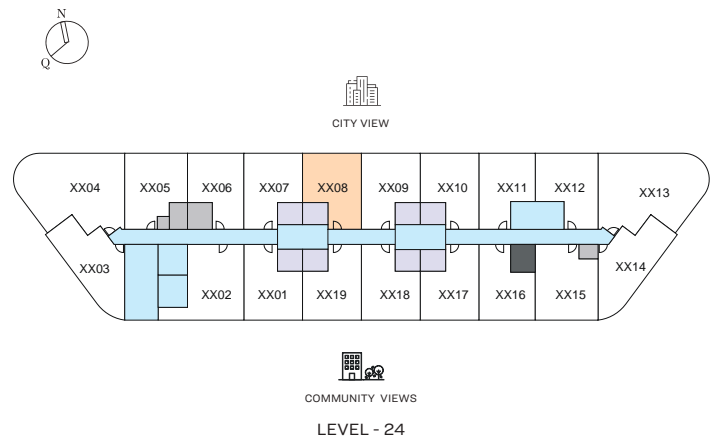 N
Q
CITY VIEW
XX04 XX05 XX06 XX07 XX08 XX09 XX10 XX11 XX12 XX13
XX03 XX14
XX02 XX01 XX19 XX18 XX17 XX16 XX15
COMMUNITY VIEWS
LEVEL - 24